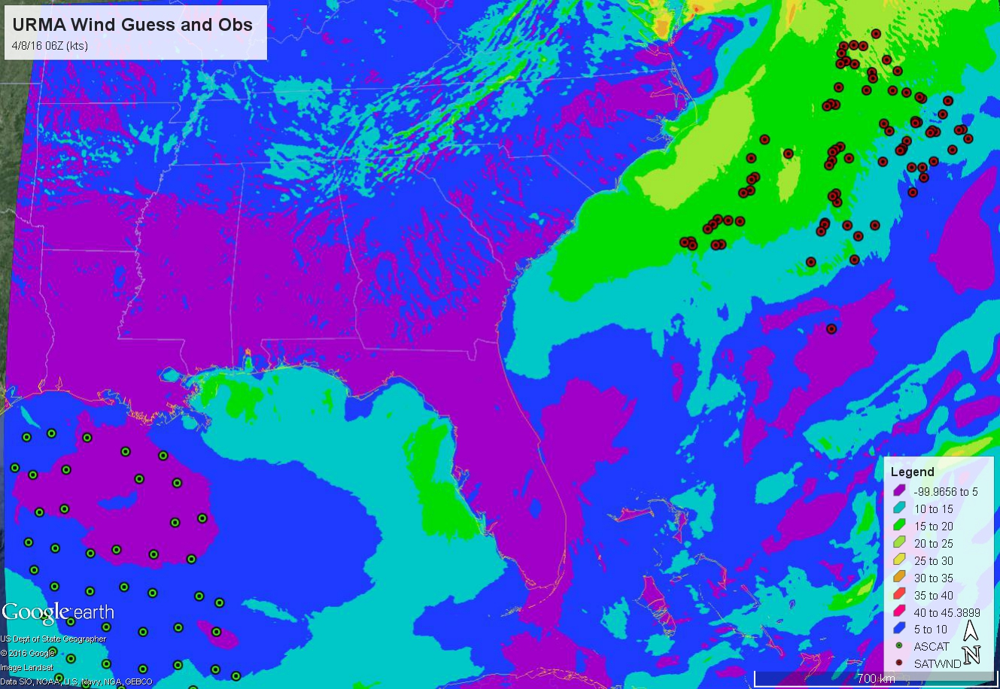 URMA Wind Guess and Obs
4/8/16 06Z (kts)
Legend
-99.9656 to 5
10 to 15
15 to 20
20 to 25
25 to 30
30 to 35
35 to 40
40 to 45.3899
5 to 10
ASCAT
SATWND
N
700 km
Google earth
US Dept of State Geographer
© 2016 Google
Image Landsat
Data SIO, NOAA, U.S. Navy, NGA, GEBCO